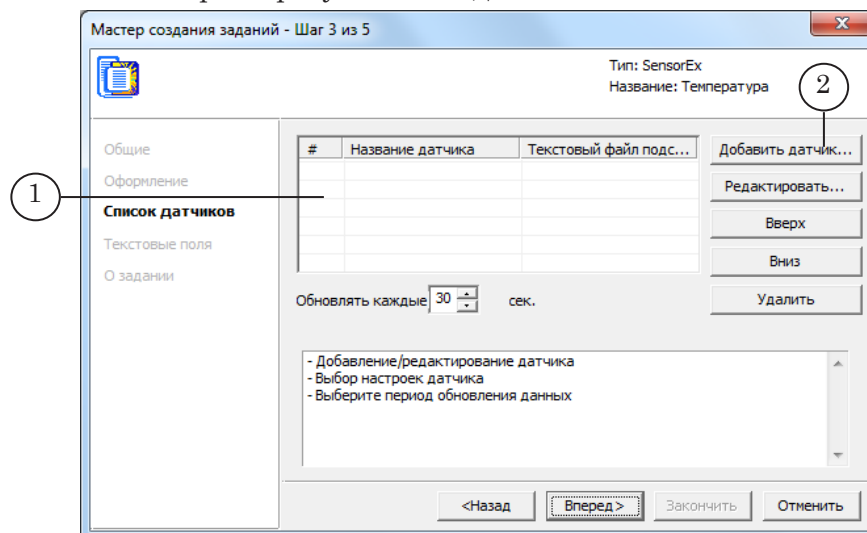 Мастер создания заданий - Шаг 3 из 5
Тип: SensorEx
Название: Температура
2
Общие
Оформление
Список датчиков
Текстовые поля
О задании
1
# Название датчика Текстовый файл подс...
Добавить датчик...
Редактировать...
Вверх
Вниз
Удалить
Обновлять каждые 30 сек.
- Добавление/редактирование датчика
- Выбор настроек датчика
- Выберите период обновления данных
<Назад Вперед> Закончить Отменить